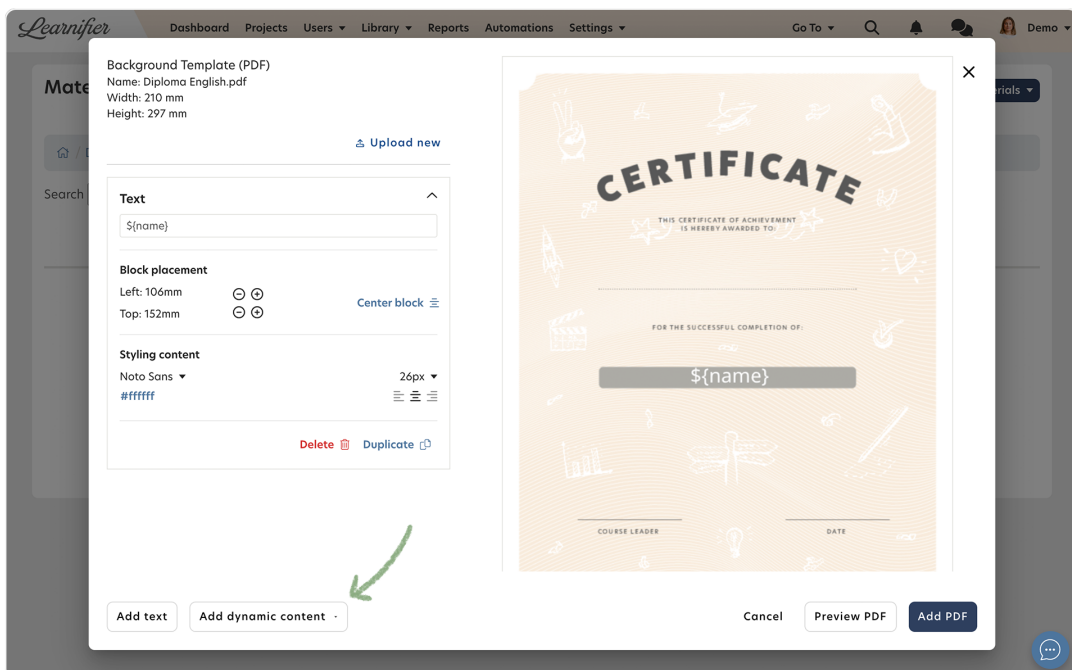 Learnifier
Dashboard Projects Users Library Reports Automations Settings Go To Demo
Mate
rials
Search
Background Template (PDF)
Name: Diploma English.pdf
Width: 210 mm
Height: 297 mm
Upload new
Text
${name}
Block placement
Left: 106mm
Top: 152mm
Center block
Styling content
Noto Sans
26px
#ffffff
Delete Duplicate
CERTIFICATE
THIS CERTIFICATE OF ACHIEVEMENT
IS HEREBY AWARDED TO:
FOR THE SUCCESSFUL COMPLETION OF:
${name}
COURSE LEADER DATE
Add text Add dynamic content Cancel Preview PDF Add PDF